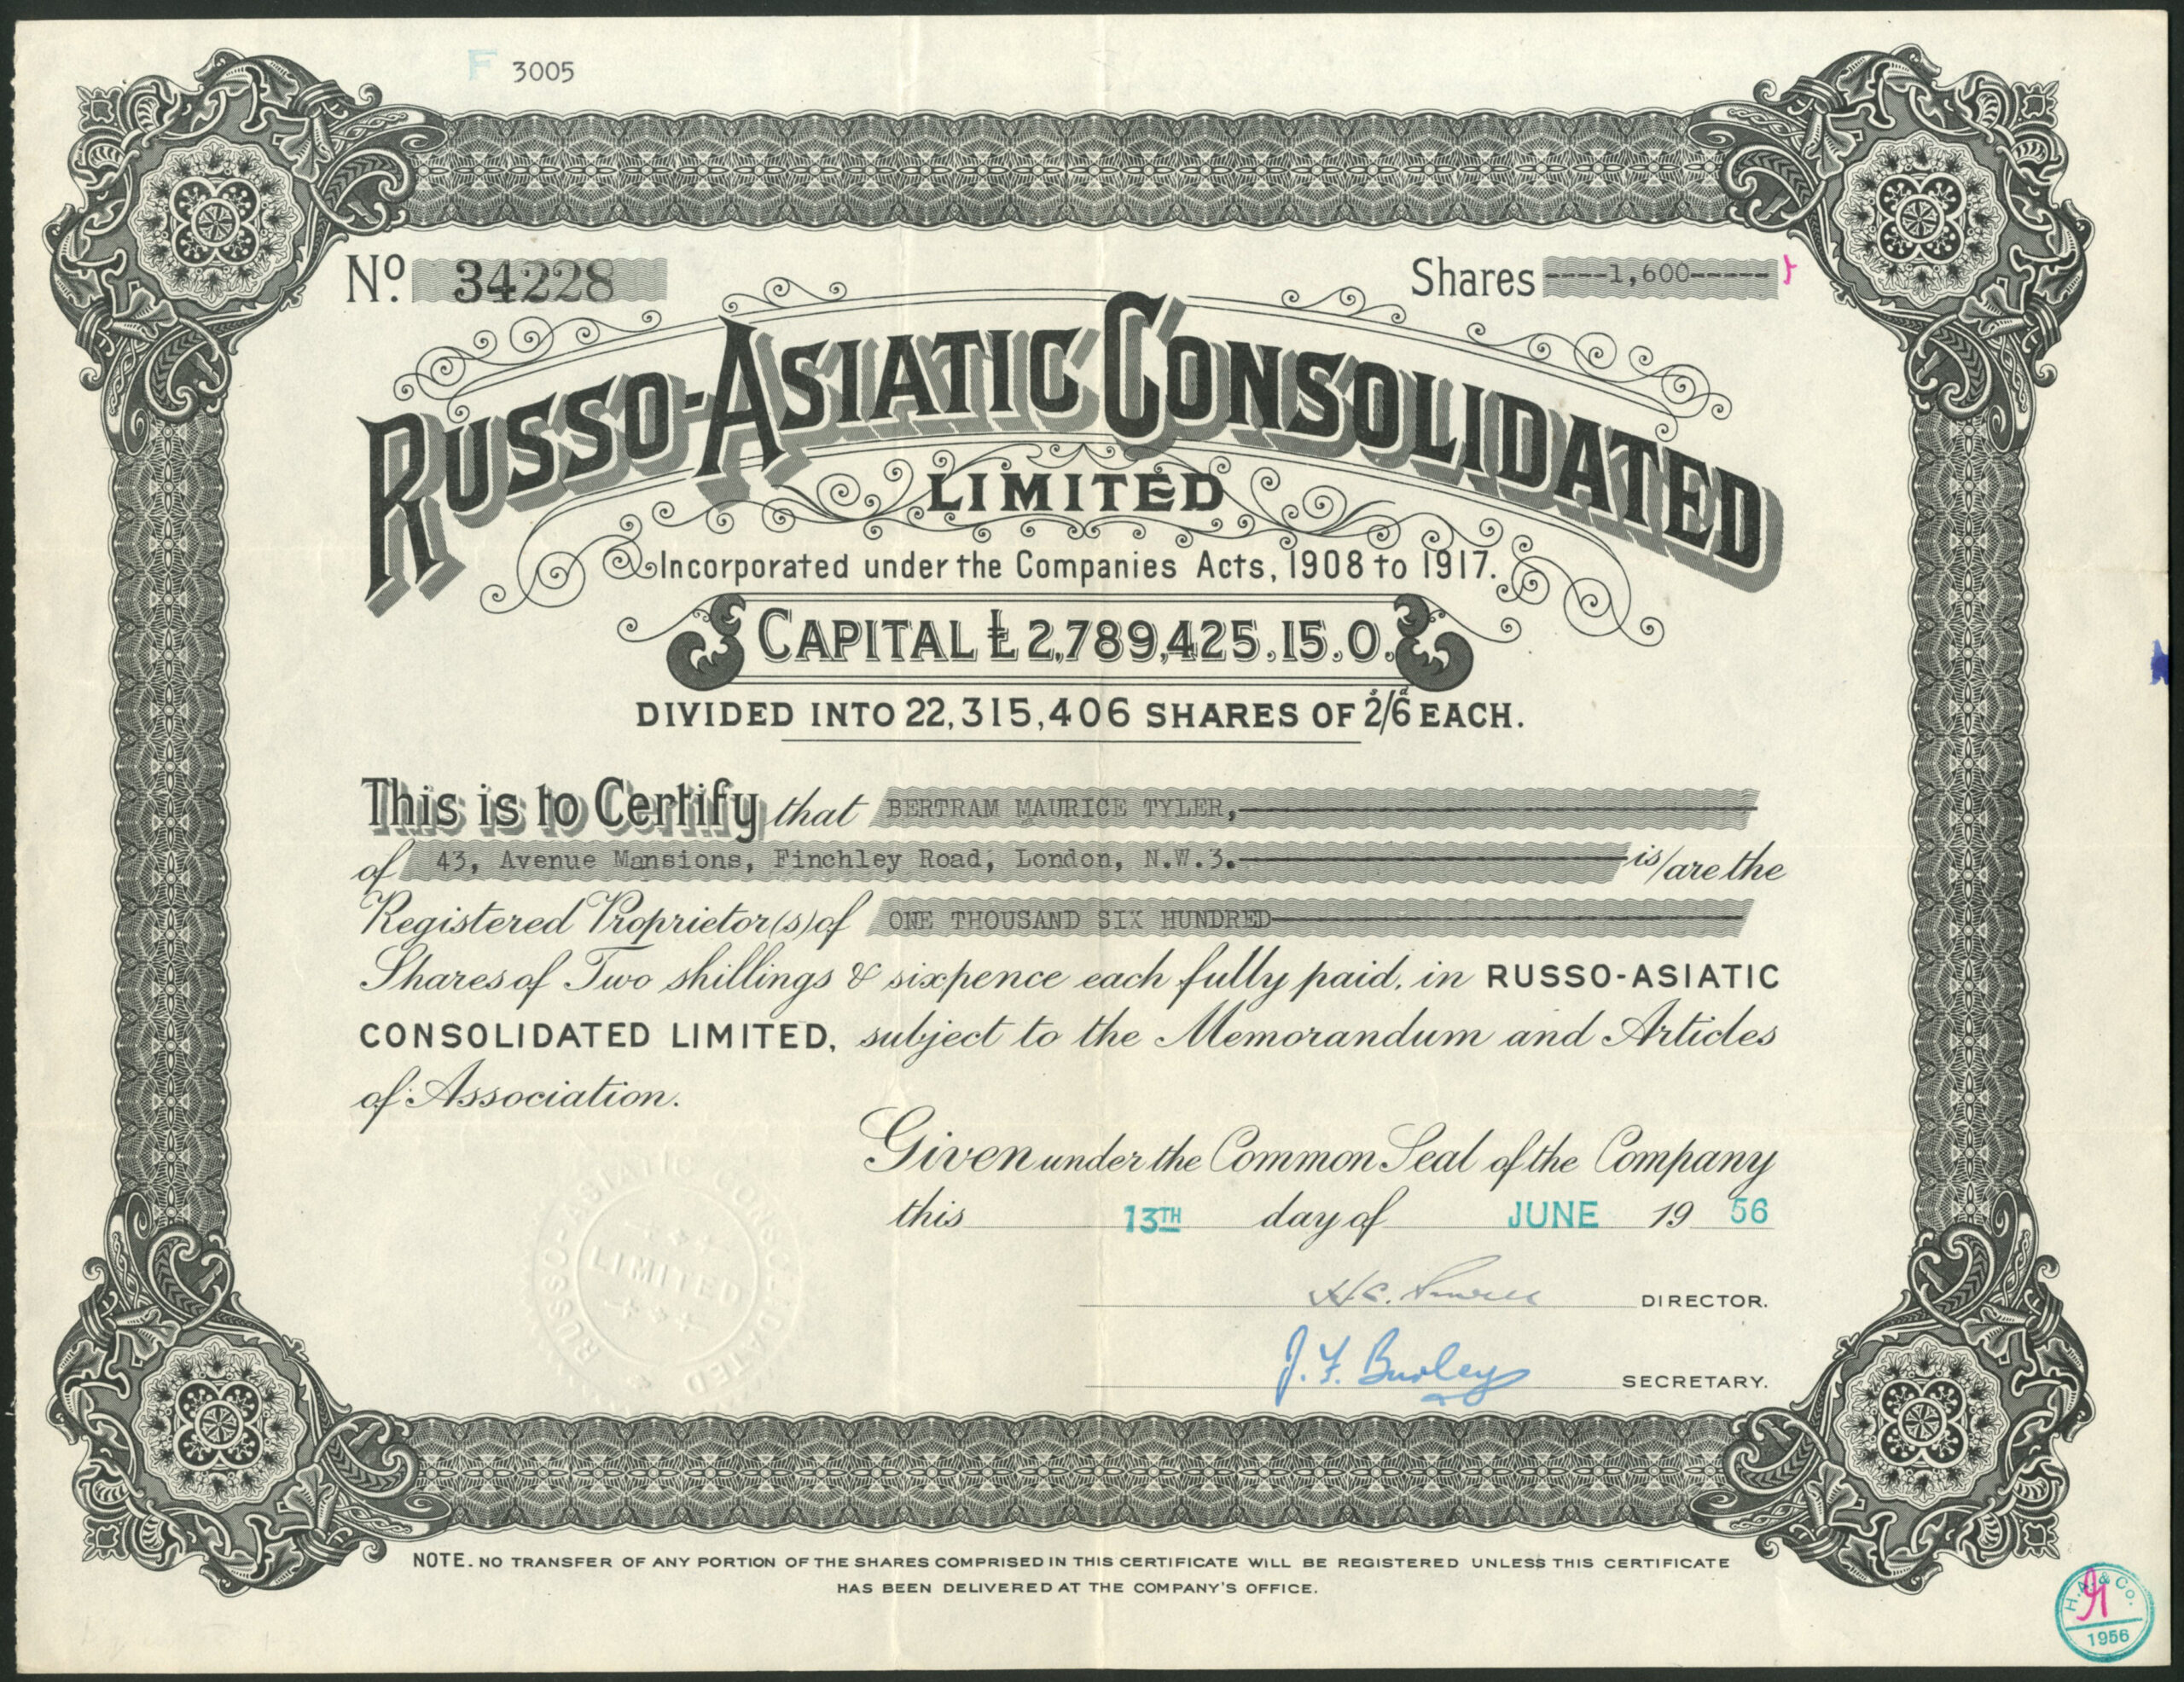 F 3005
No. 34228
Shares ----1,600-----
RUSSO-ASIATIC CONSOLIDATED
LIMITED
Incorporated under the Companies Acts, 1908 to 1917.
CAPITAL £2,789,425.15.0.
DIVIDED INTO 22,315,406 SHARES OF 2/6 EACH.
This is to Certify that BERTRAM MAURICE TYLER,
of 43, Avenue Mansions, Finchley Road, London, N.W.3. is/are the
Registered Proprietor(s) of ONE THOUSAND SIX HUNDRED
Shares of Two shillings & sixpence each fully paid, in RUSSO-ASIATIC
CONSOLIDATED LIMITED, subject to the Memorandum and Articles
of Association.
Given under the Common Seal of the Company
this 13TH day of JUNE 19 56
DIRECTOR.
J. F. Burley SECRETARY.
RUSSO-ASIATIC CONSOLIDATED
LIMITED
NOTE. NO TRANSFER OF ANY PORTION OF THE SHARES COMPRISED IN THIS CERTIFICATE WILL BE REGISTERED UNLESS THIS CERTIFICATE
HAS BEEN DELIVERED AT THE COMPANY'S OFFICE.
& Co.
1956